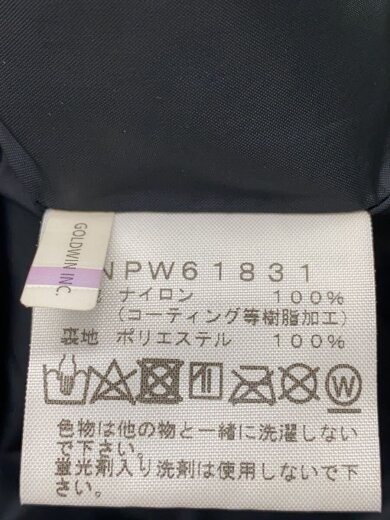 GOLDWIN INC.
NPW61831
ナイロン 100%
(コーティング等樹脂加工)
裏地 ポリエステル 100%
色物は他の物と一緒に洗濯しない
で下さい。
蛍光剤入り洗剤は使用しないで下
さい。